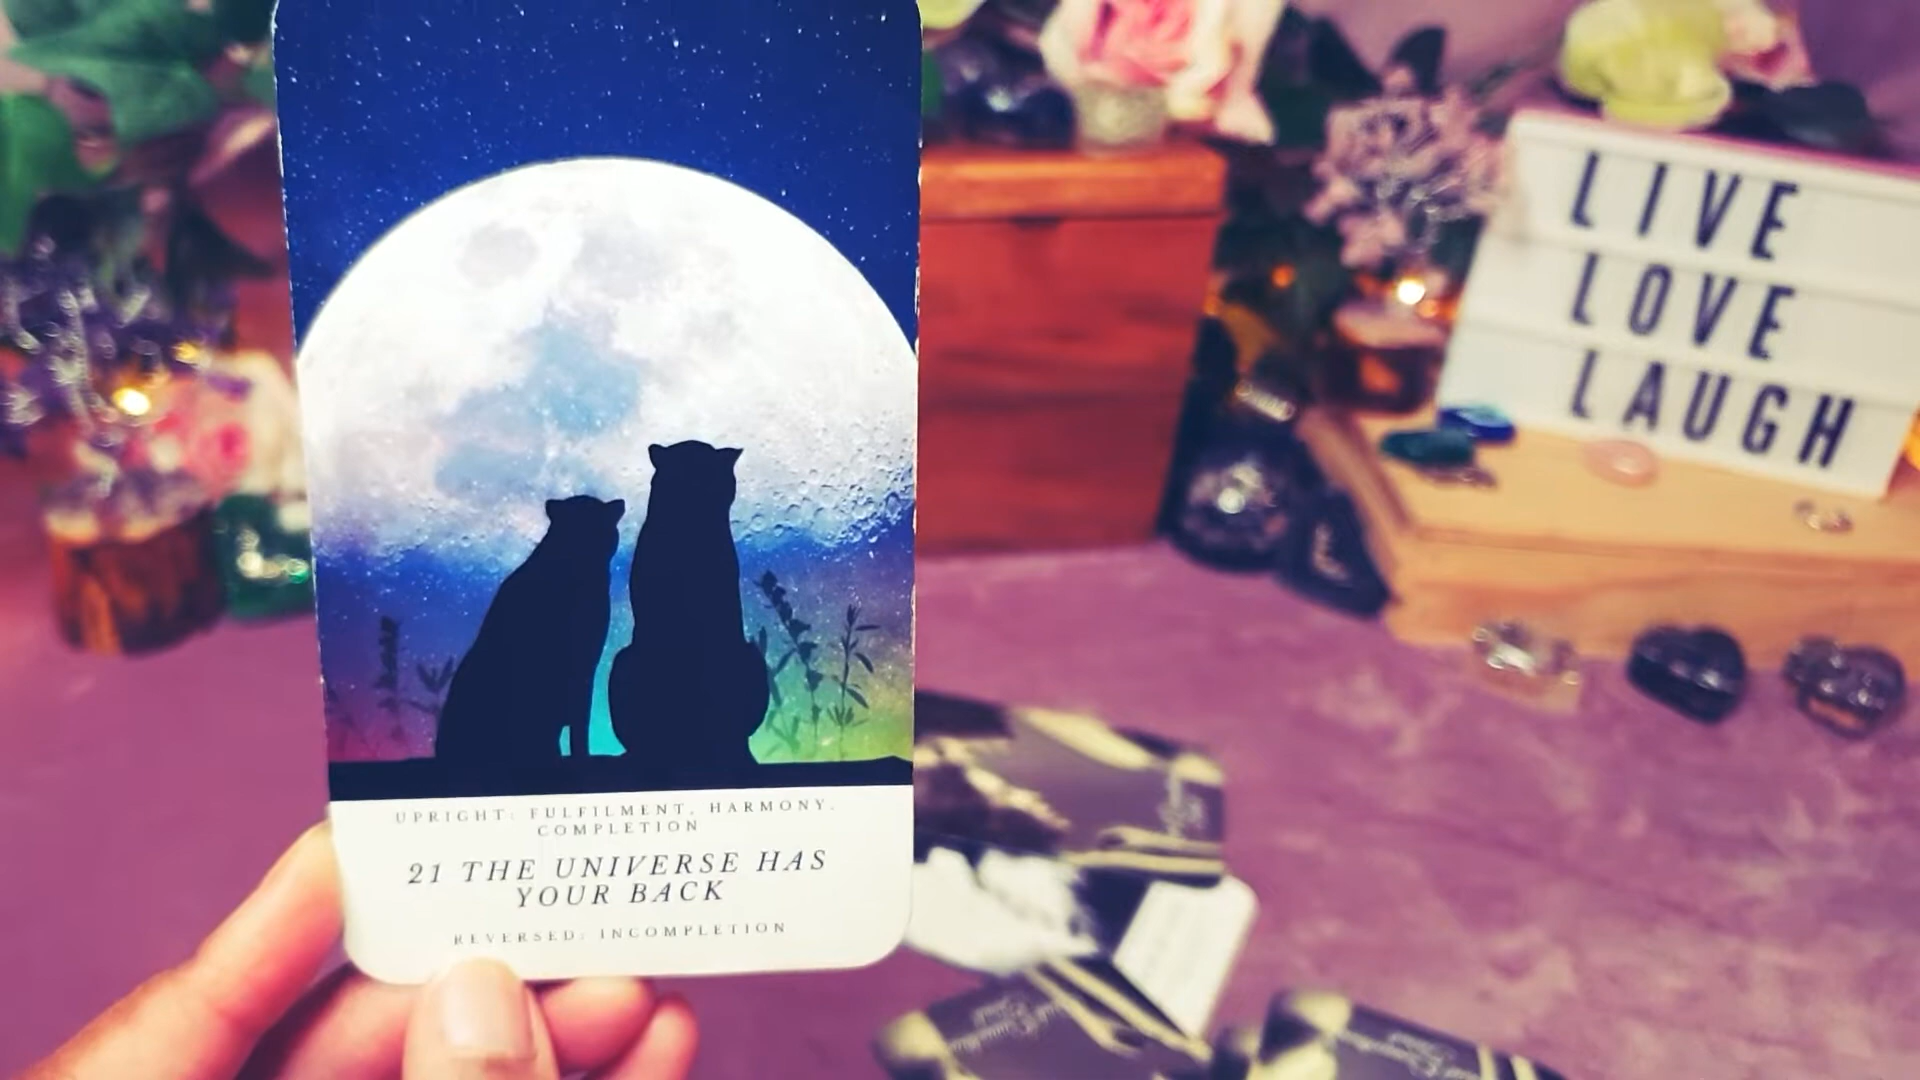 UPRIGHT: FULFILMENT, HARMONY,
COMPLETION
21 THE UNIVERSE HAS
YOUR BACK
REVERSED: INCOMPLETION
LIVE
LOVE
LAUGH